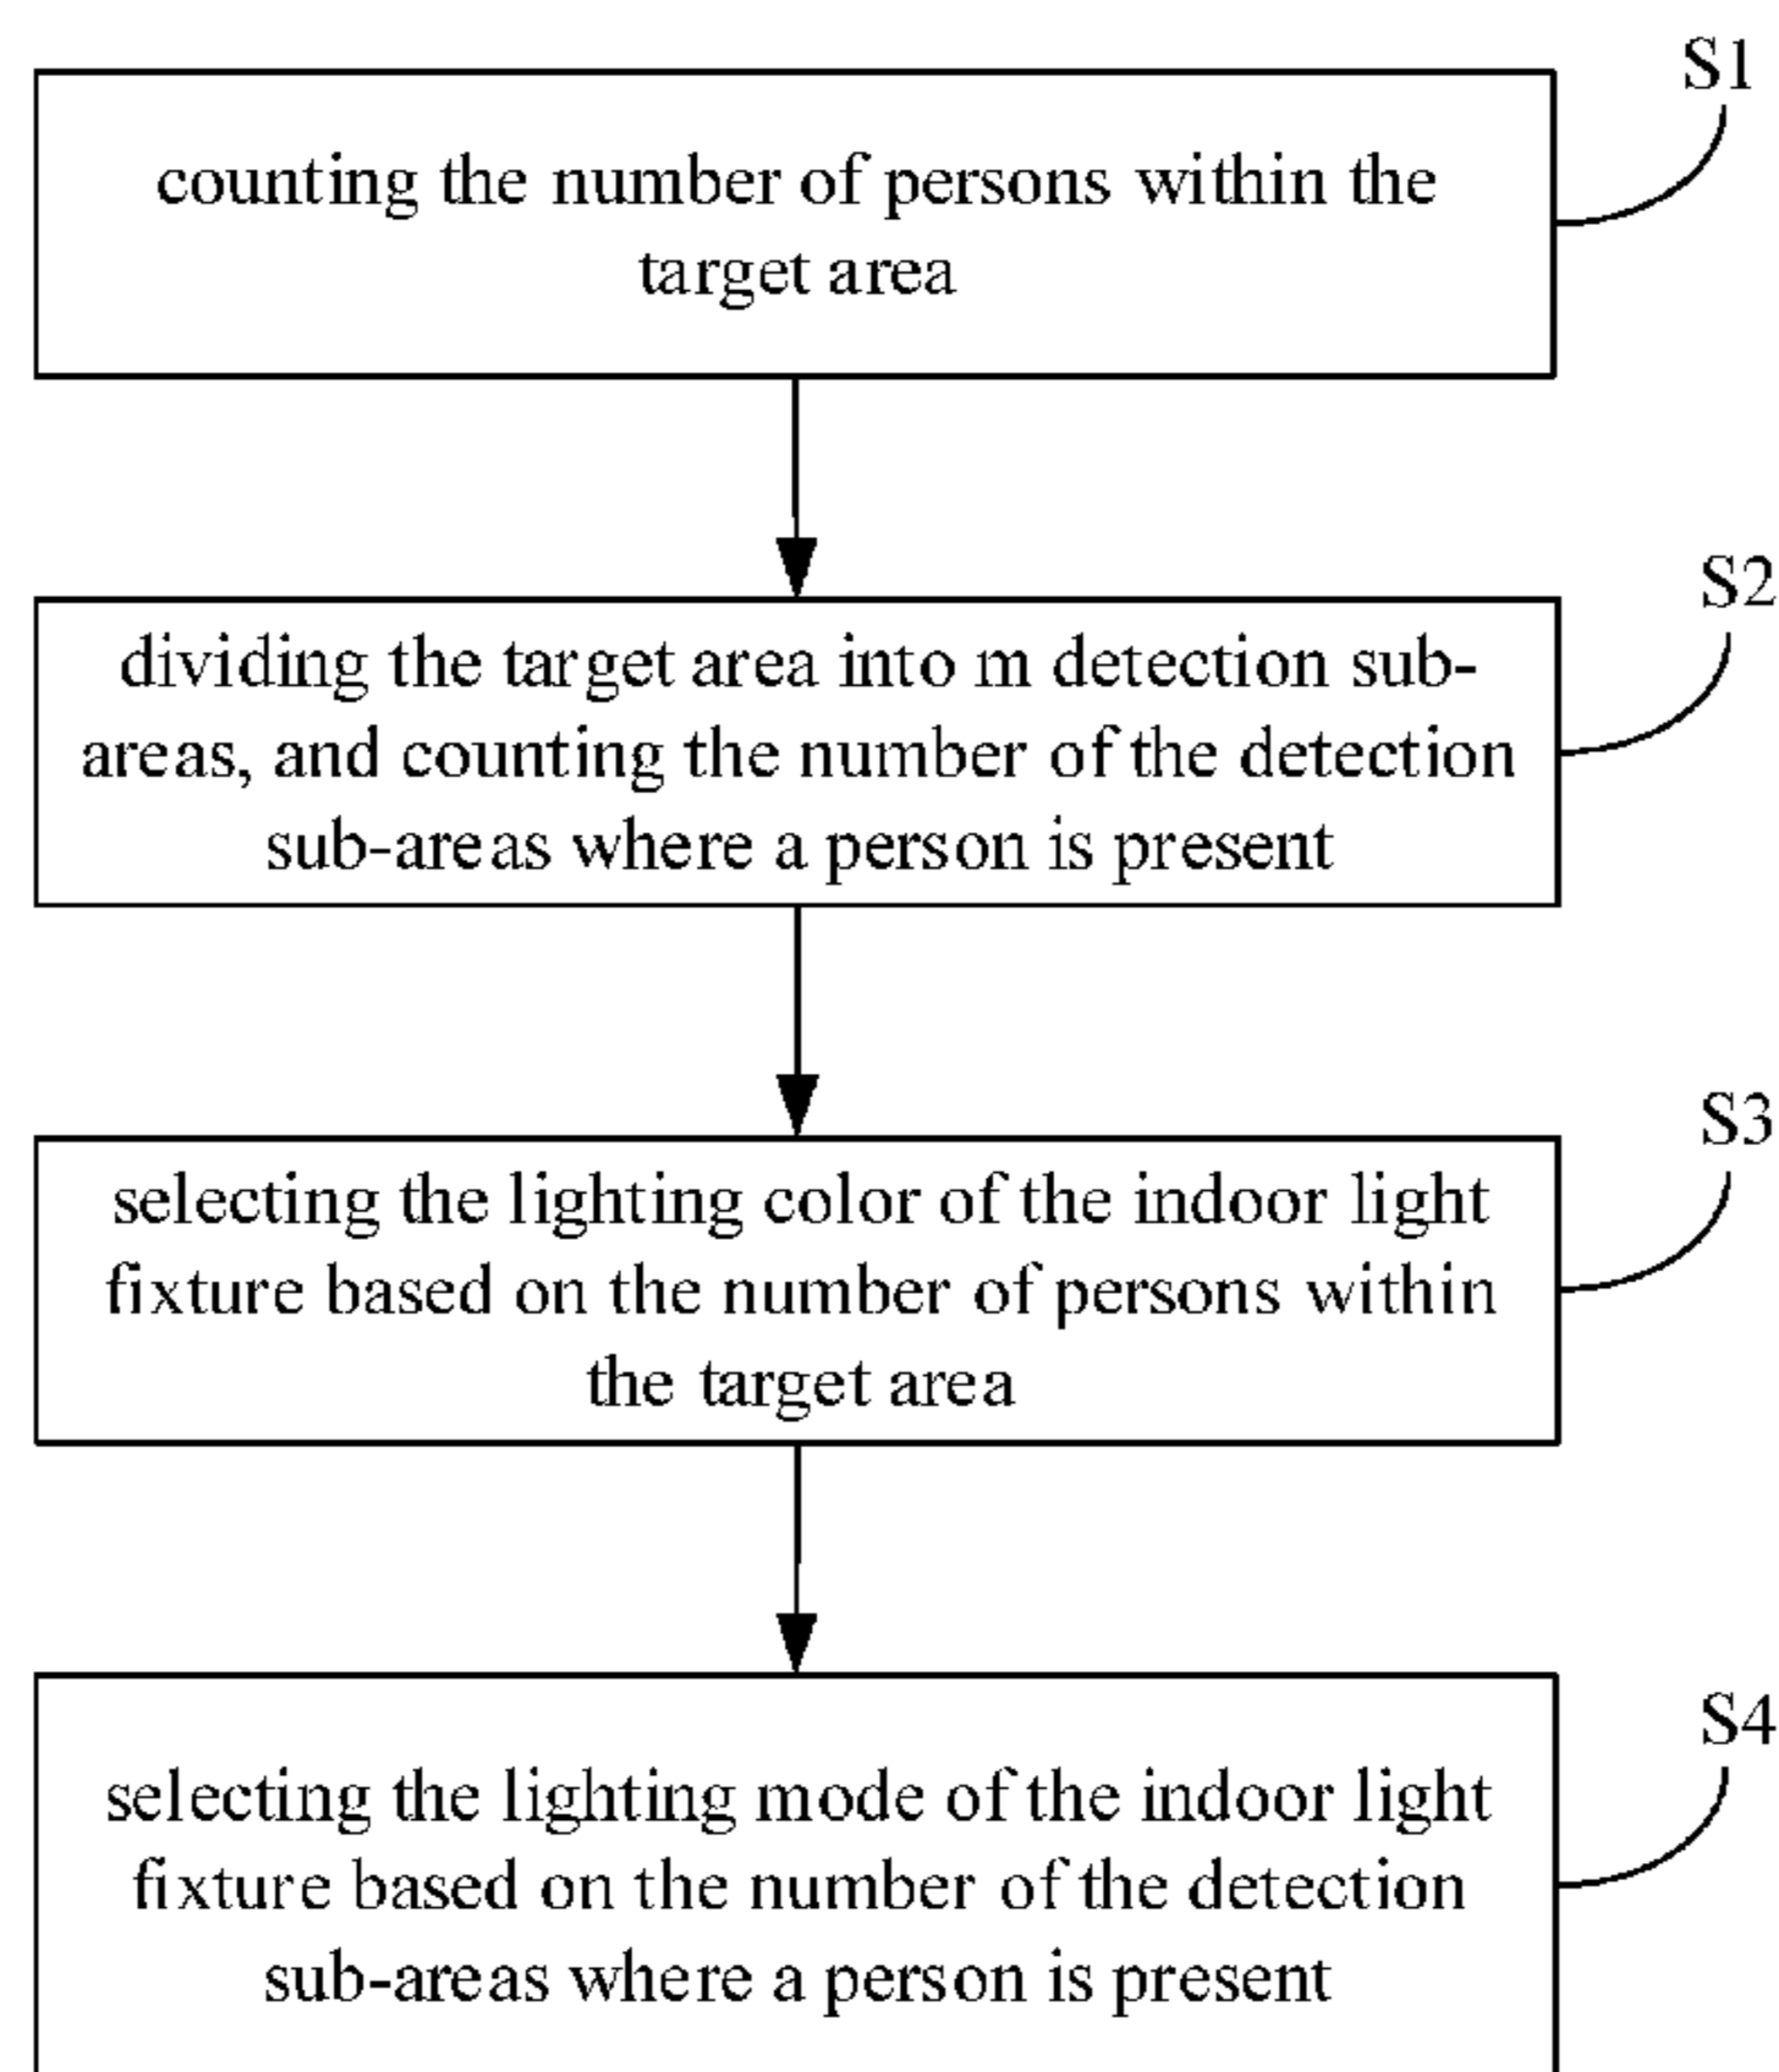 S1
counting the number of persons within the
target area
S2
dividing the target area into m detection sub-
areas, and counting the number of the detection
sub-areas where a person is present
S3
selecting the lighting color of the indoor light
fixture based on the number of persons within
the target area
S4
selecting the lighting mode of the indoor light
fixture based on the number of the detection
sub-areas where a person is present